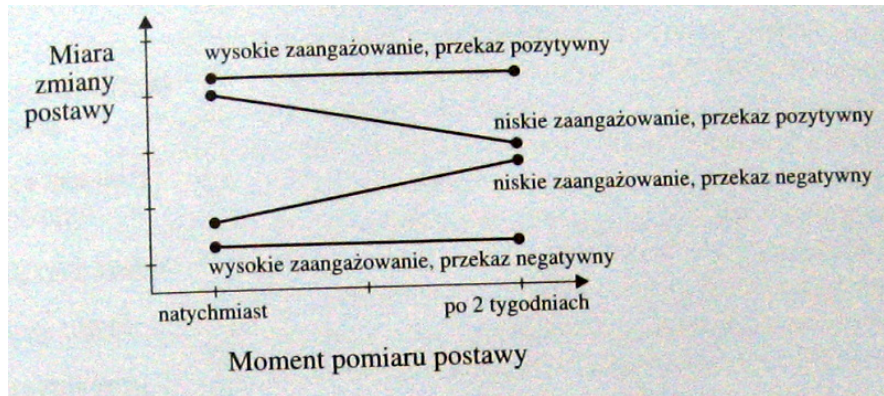 Miara
zmiany
postawy
wysokie zaangażowanie, przekaz pozytywny
niskie zaangażowanie, przekaz pozytywny
niskie zaangażowanie, przekaz negatywny
wysokie zaangażowanie, przekaz negatywny
natychmiast
po 2 tygodniach
Moment pomiaru postawy